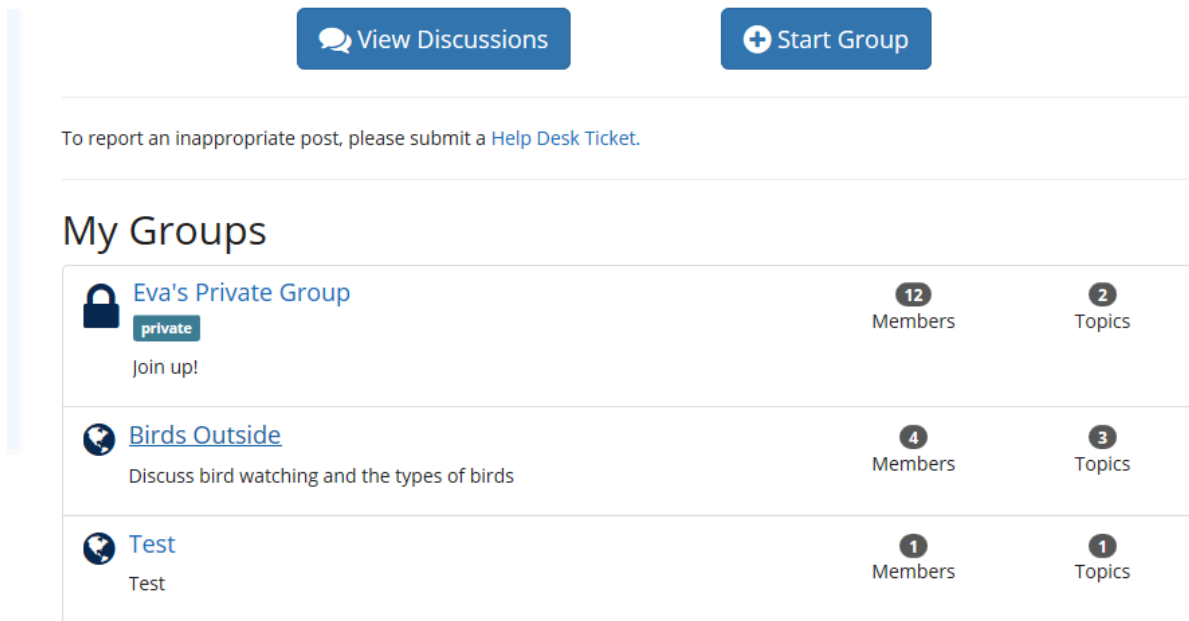 View Discussions
Start Group
To report an inappropriate post, please submit a Help Desk Ticket.
My Groups
Eva's Private Group
private
Join up!
12
Members
2
Topics
Birds Outside
Discuss bird watching and the types of birds
4
Members
3
Topics
Test
Test
1
Members
1
Topics